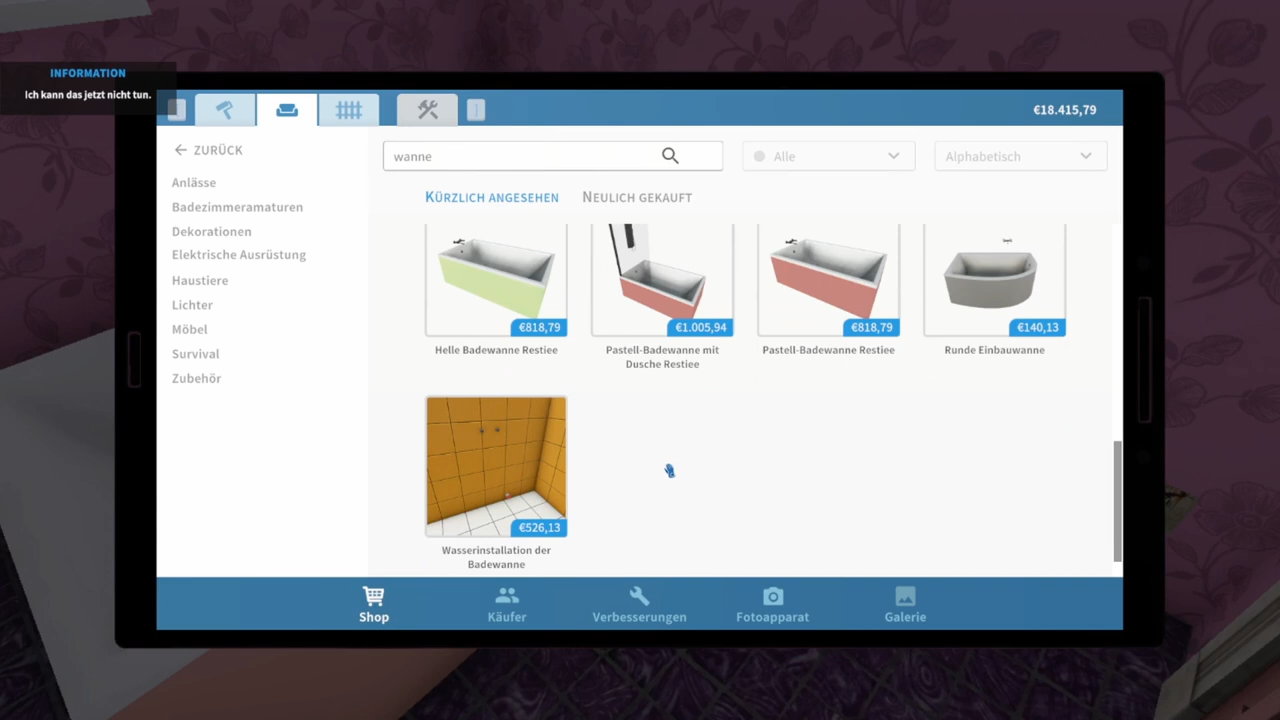 INFORMATION
Ich kann das jetzt nicht tun.
€18.415,79
ZURÜCK
Anlässe
Badezimmeramaturen
Dekorationen
Elektrische Ausrüstung
Haustiere
Lichter
Möbel
Survival
Zubehör
wanne
Alle
Alphabetisch
KÜRZLICH ANGESEHEN
NEULICH GEKAUFT
€818,79
€1.005,94
€818,79
€140,13
Helle Badewanne Restiee
Pastell-Badewanne mit
Dusche Restiee
Pastell-Badewanne Restiee
Runde Einbauwanne
€526,13
Wasserinstallation der
Badewanne
Shop
Käufer
Verbesserungen
Fotoapparat
Galerie